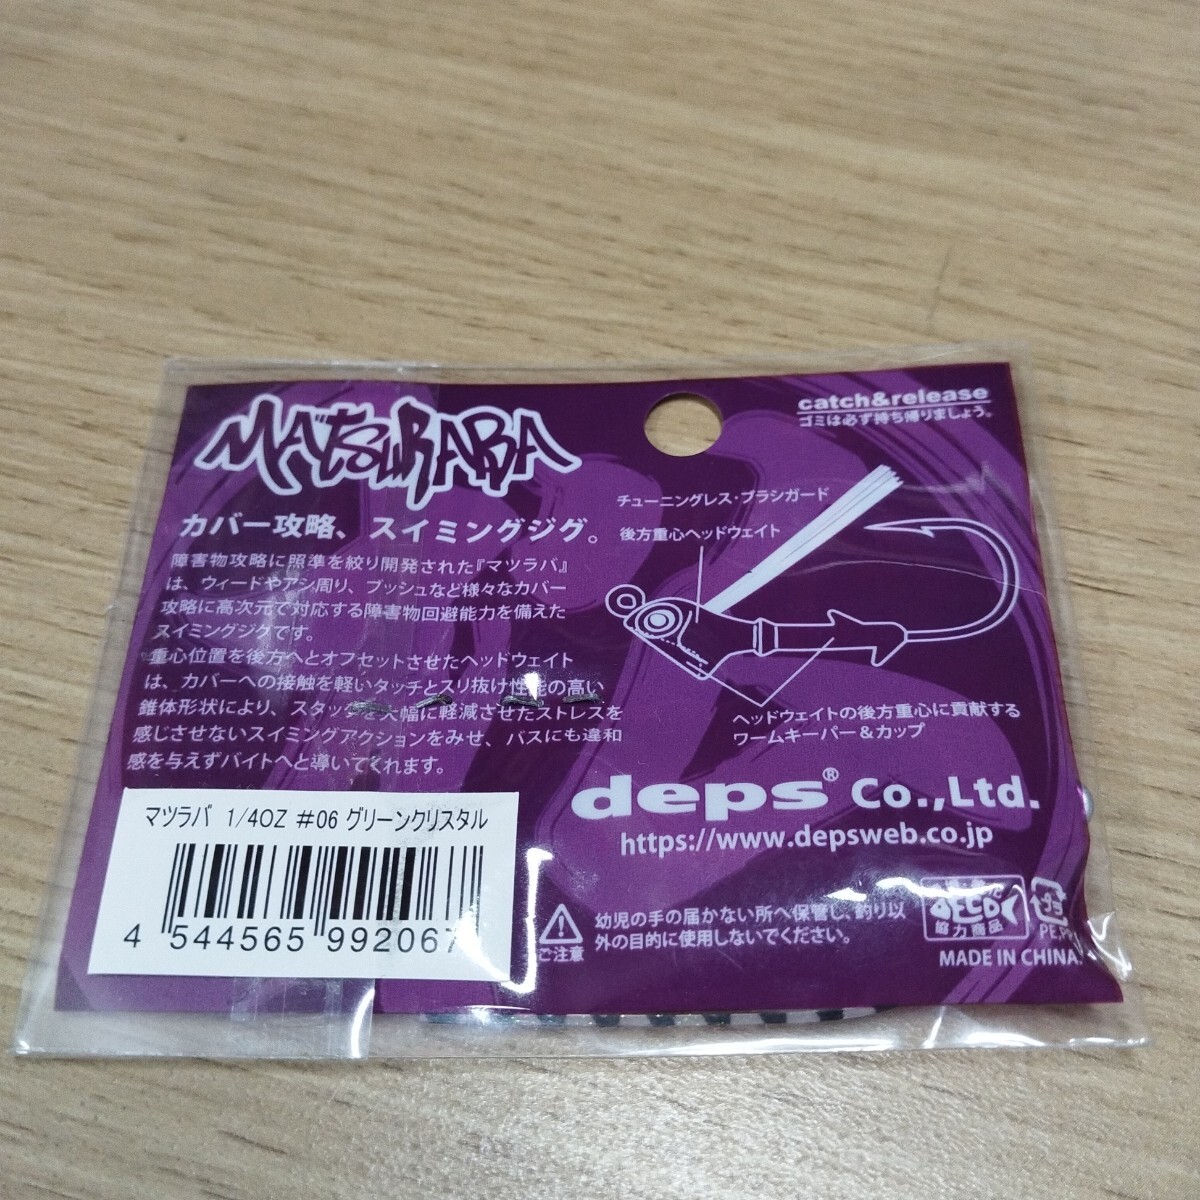 MATSURABA
カバー攻略、スイミングジグ。
障害物攻略に照準を絞り開発された『マツラバ』
は、ウィードやアシ周り、ブッシュなど様々なカバー
攻略に高次元で対応する障害物回避能力を備えた
スイミングジグです。
重心位置を後方へとオフセットさせたヘッドウェイト
は、カバーへの接触を軽いタッチとスリ抜け性能の高い
錐体形状により、スタックを大幅に軽減させたストレスを
感じさせないスイミングアクションをみせ、バスにも違和
感を与えずバイトへと導いてくれます。
catch&release
ゴミは必ず持ち帰りましょう。
チューニングレス・ブラシガード
後方重心ヘッドウェイト
ヘッドウェイトの後方重心に貢献する
ワームキーパー&カップ
deps® Co.,Ltd.
https://www.depsweb.co.jp
マツラバ 1/4OZ #06 グリーンクリスタル
4 544565 992067
ご注意
幼児の手の届かない所へ保管し、釣り以
外の目的に使用しないでください。
協力商品
PE,PP
MADE IN CHINA